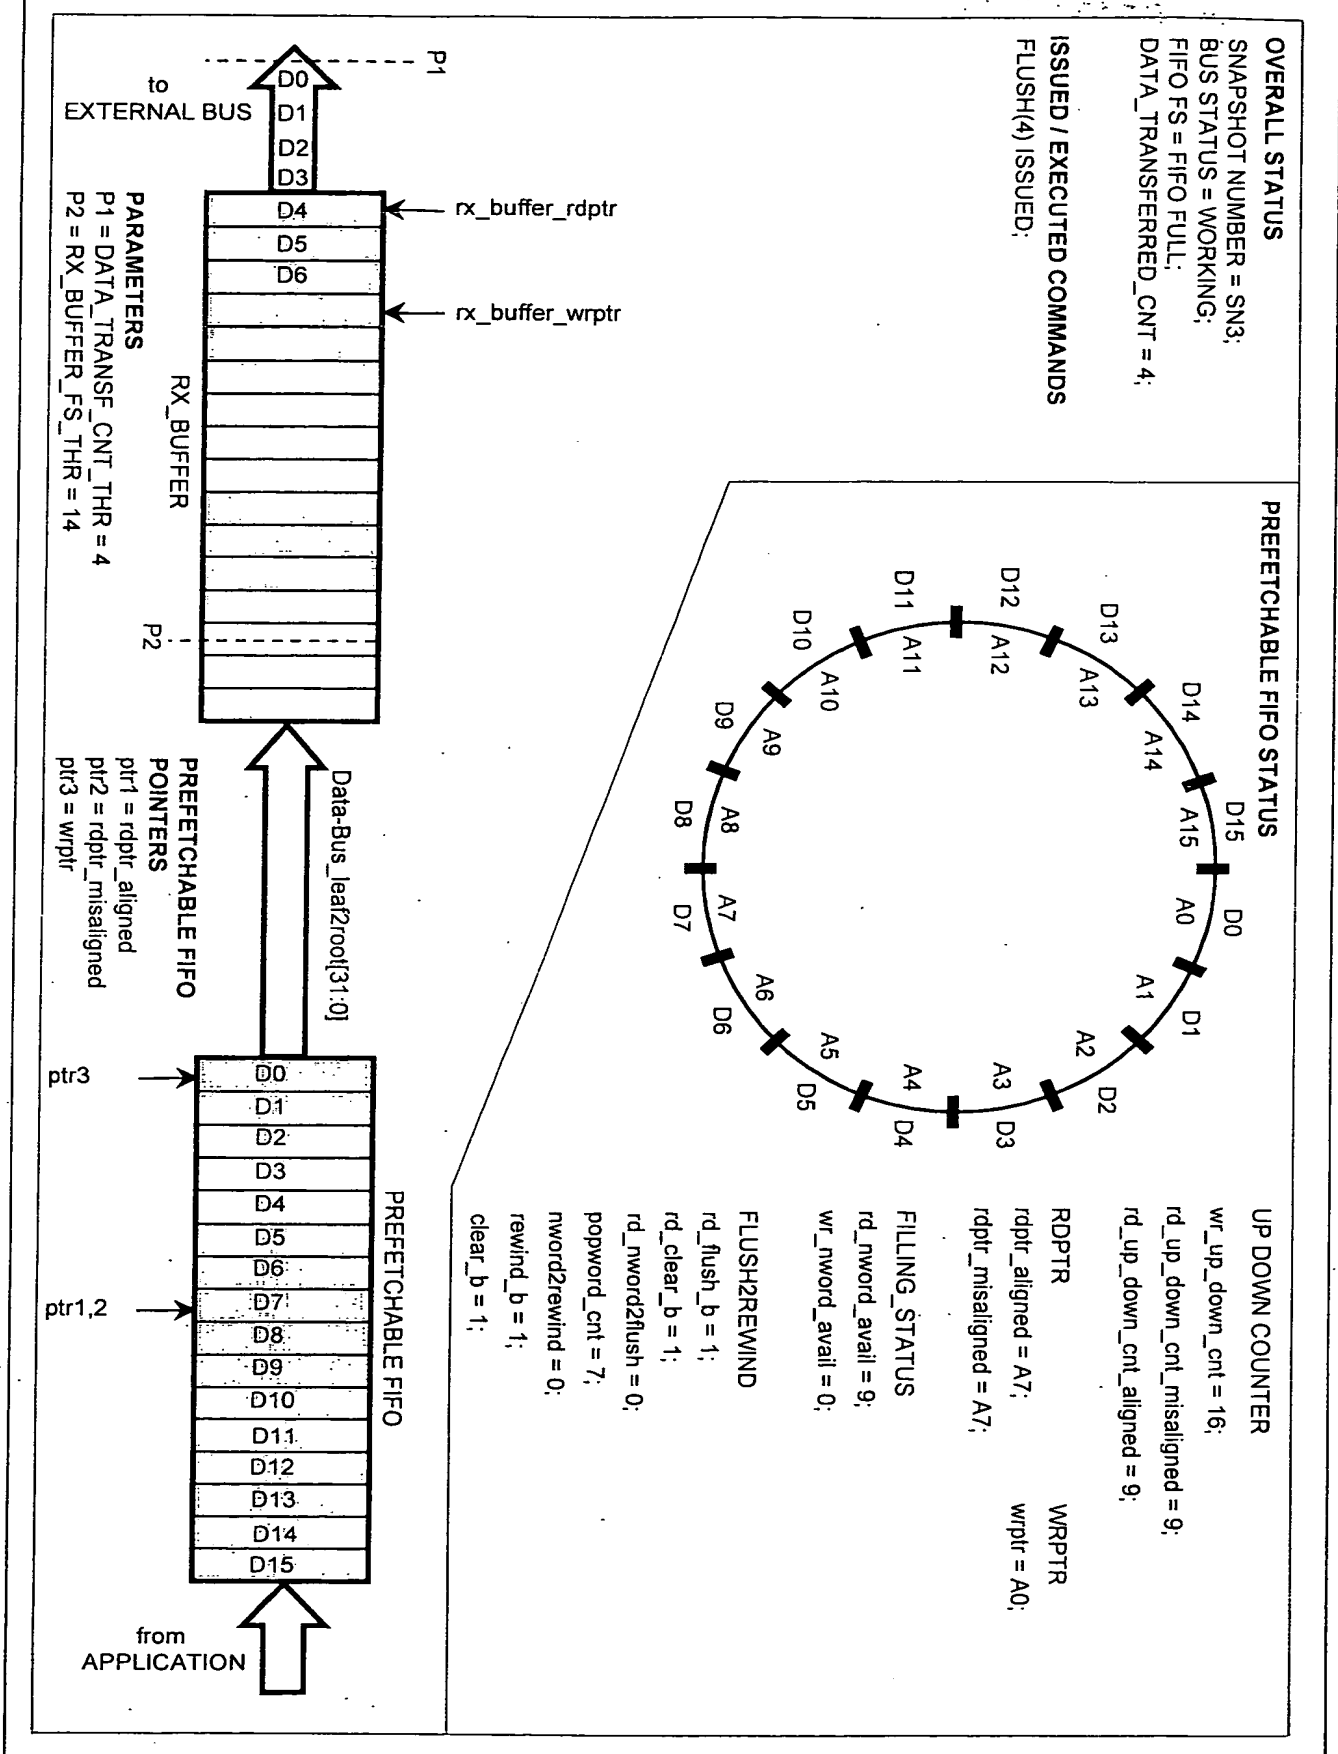 OVERALL STATUS
SNAPSHOT NUMBER = SN3;
BUS STATUS = WORKING;
FIFO FS = FIFO FULL;
DATA_TRANSFERRED_CNT = 4;
ISSUED / EXECUTED COMMANDS
FLUSH(4) ISSUED;
PREFETCHABLE FIFO STATUS
D0
D1
D2
D3
D4
D5
D6
D7
D8
D9
D10
D11
D12
D13
D14
D15
A0
A1
A2
A3
A4
A5
A6
A7
A8
A9
A10
A11
A12
A13
A14
A15
UP DOWN COUNTER
wr_up_down_cnt = 16;
rd_up_down_cnt_misaligned = 9;
rd_up_down_cnt_aligned = 9;
RDPTR
rdptr_aligned = A7;
rdptr_misaligned = A7;
WRPTR
wrptr = A0;
FILLING_STATUS
rd_nword_avail = 9;
wr_nword_avail = 0;
FLUSH2REWIND
rd_flush_b = 1;
rd_clear_b = 1;
rd_nword2flush = 0;
popword_cnt = 7;
nword2rewind = 0;
rewind_b = 1;
clear_b = 1;
P1
to
EXTERNAL BUS
D0
D1
D2
D3
D4
D5
D6
rx_buffer_rdptr
rx_buffer_wrptr
RX_BUFFER
P2
PARAMETERS
P1 = DATA_TRANSF_CNT_THR = 4
P2 = RX_BUFFER_FS_THR = 14
Data-Bus_leaf2root[31:0]
PREFETCHABLE FIFO
POINTERS
ptr1 = rdptr_aligned
ptr2 = rdptr_misaligned
ptr3 = wrptr
PREFETCHABLE FIFO
ptr3
ptr1,2
D0
D1
D2
D3
D4
D5
D6
D7
D8
D9
D10
D11
D12
D13
D14
D15
from
APPLICATION